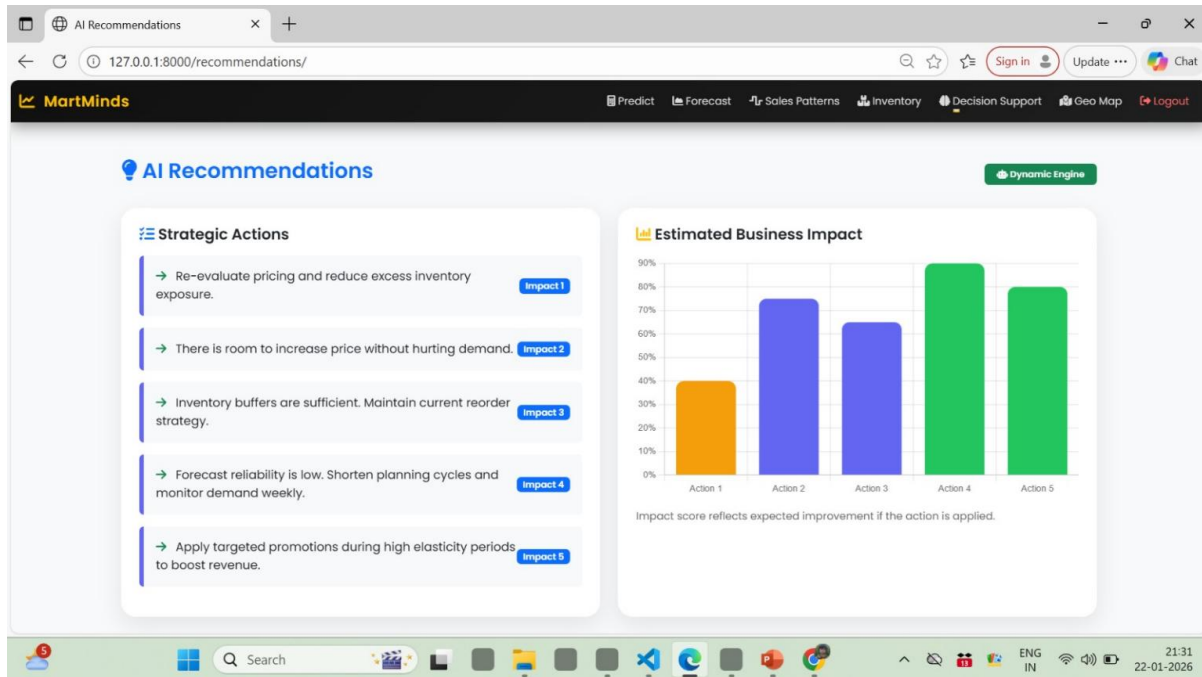 AI Recommendations
127.0.0.1:8000/recommendations/
Sign in
Update
Chat
MartMinds
Predict
Forecast
Sales Patterns
Inventory
Decision Support
Geo Map
Logout
AI Recommendations
Dynamic Engine
Strategic Actions
Re-evaluate pricing and reduce excess inventory
exposure.
Impact 1
There is room to increase price without hurting demand.
Impact 2
Inventory buffers are sufficient. Maintain current reorder
strategy.
Impact 3
Forecast reliability is low. Shorten planning cycles and
monitor demand weekly.
Impact 4
Apply targeted promotions during high elasticity periods
to boost revenue.
Impact 5
Estimated Business Impact
90%
80%
70%
60%
50%
40%
30%
20%
10%
0%
Action 1
Action 2
Action 3
Action 4
Action 5
Impact score reflects expected improvement if the action is applied.
5
Search
13
ENG
IN
21:31
22-01-2026